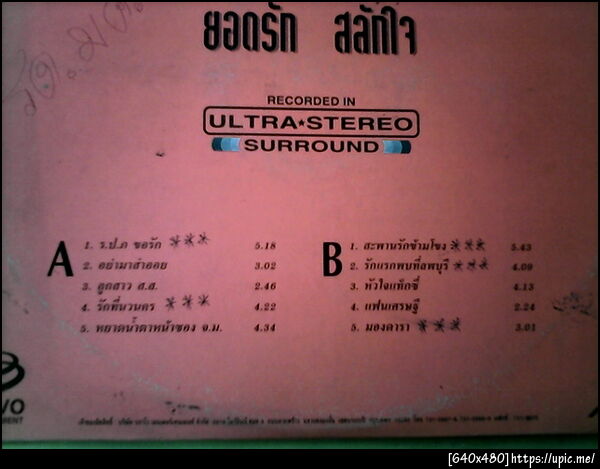 ยอดรัก สลักใจ
RECORDED IN
ULTRA★STEREO
SURROUND
A
1. ร.ป.ภ ขอรัก *** 5.18
2. อย่ามาสำออย 3.02
3. ลูกสาว ส.ส. 2.46
4. รักที่นวนคร *** 4.22
5. หยาดน้ำตาหน้าซอง จ.ม. 4.34
B
1. สะพานรักข้ามโขง *** 5.43
2. รักแรกพบที่ลพบุรี *** 4.09
3. หัวใจแท็กซี่ 4.13
4. แฟนเศรษฐี 2.24
5. มองดารา *** 3.01
[640x480]https://upic.me/